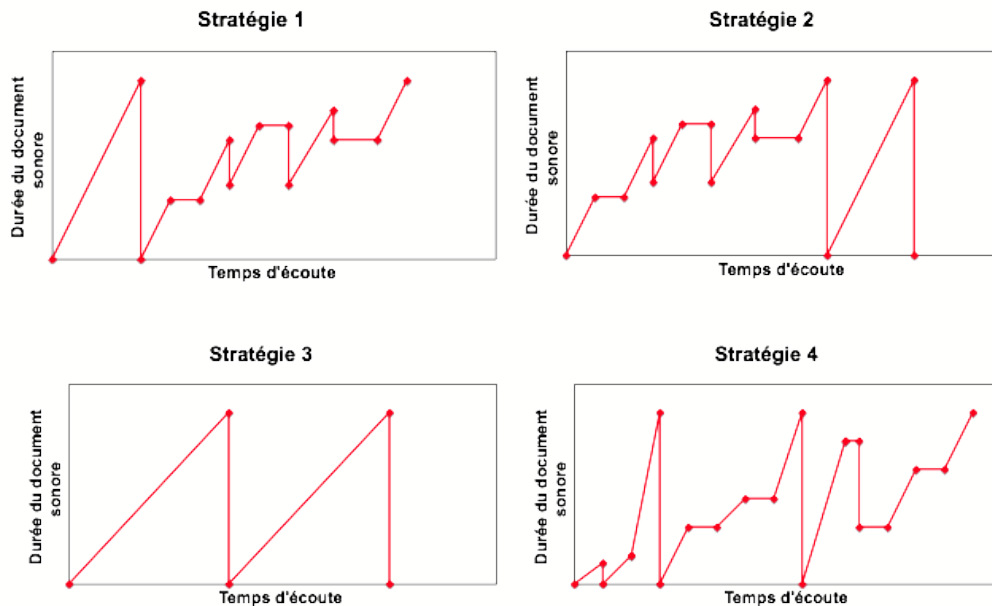 Stratégie 1
Durée du document
sonore
Temps d'écoute
Stratégie 2
Durée du document
sonore
Temps d'écoute
Stratégie 3
Durée du document
sonore
Temps d'écoute
Stratégie 4
Durée du document
sonore
Temps d'écoute